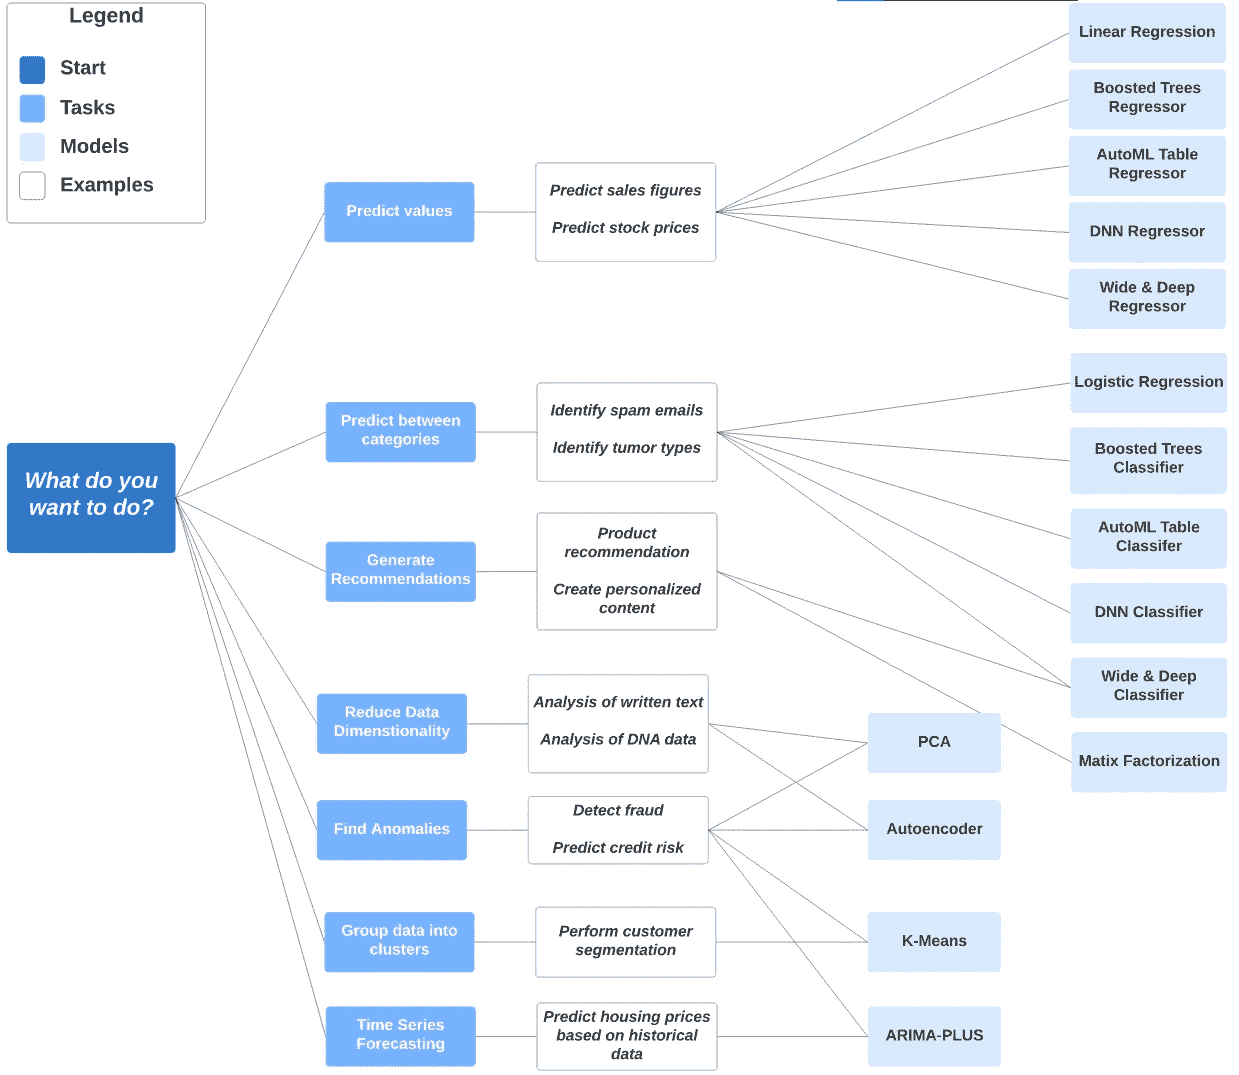 Legend
Start
Tasks
Models
Examples
What do you
want to do?
Predict values
Predict sales figures
Predict stock prices
Linear Regression
Boosted Trees
Regressor
AutoML Table
Regressor
DNN Regressor
Wide & Deep
Regressor
Predict between
categories
Identify spam emails
Identify tumor types
Logistic Regression
Boosted Trees
Classifier
AutoML Table
Classifer
DNN Classifier
Wide & Deep
Classifier
Generate
Recommendations
Product
recommendation
Create personalized
content
Matix Factorization
Reduce Data
Dimenstionality
Analysis of written text
Analysis of DNA data
PCA
Autoencoder
Find Anomalies
Detect fraud
Predict credit risk
Group data into
clusters
Perform customer
segmentation
K-Means
Time Series
Forecasting
Predict housing prices
based on historical
data
ARIMA-PLUS